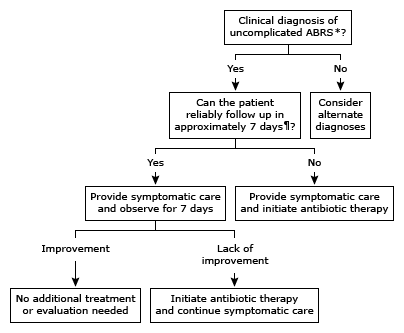 Clinical diagnosis of
uncomplicated ABRS*?
Yes
No
Can the patient
reliably follow up in
approximately 7 days¶?
Consider
alternate
diagnoses
Yes
No
Provide symptomatic care
and observe for 7 days
Provide symptomatic care
and initiate antibiotic therapy
Improvement
Lack of
improvement
No additional treatment
or evaluation needed
Initiate antibiotic therapy
and continue symptomatic care